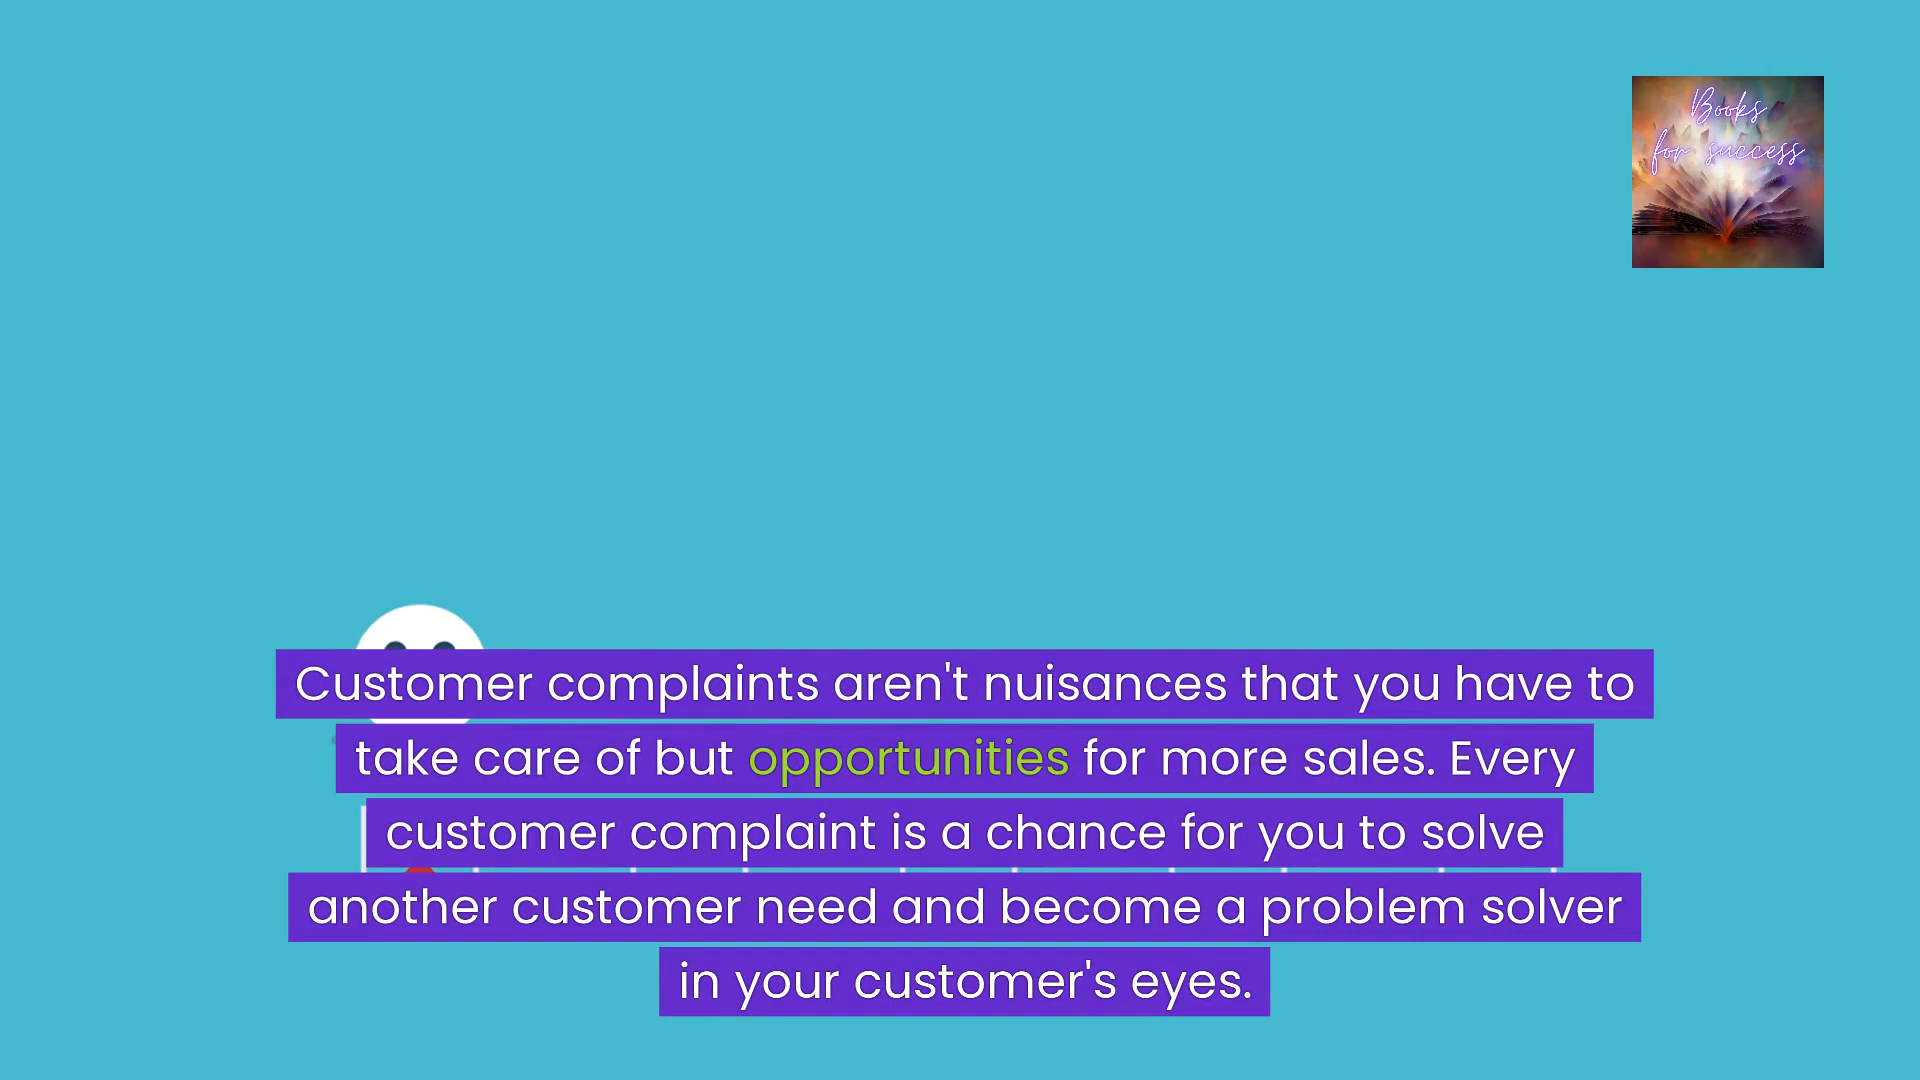 Books
for success
Customer complaints aren't nuisances that you have to
take care of but opportunities for more sales. Every
customer complaint is a chance for you to solve
another customer need and become a problem solver
in your customer's eyes.